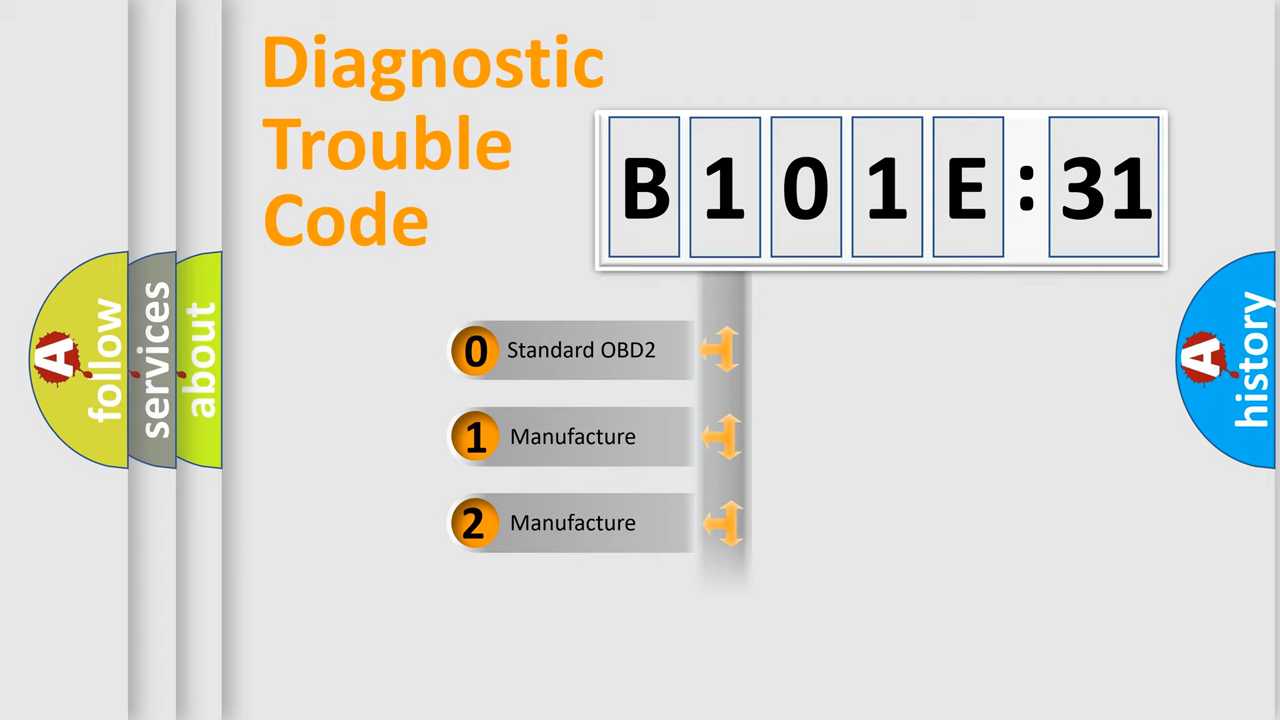 Diagnostic
Trouble
Code
B 1 0 1 E : 31
0 Standard OBD2
1 Manufacture
2 Manufacture
A follow
services
about
A history